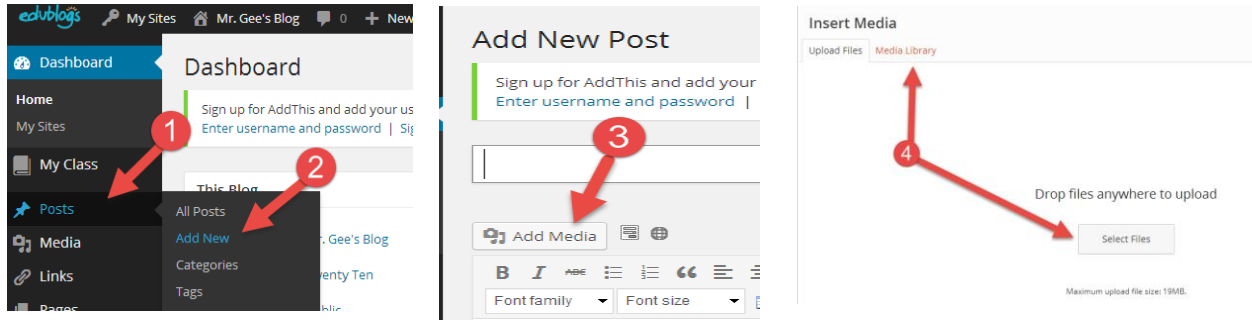 edublogs My Sites Mr. Gee's Blog 0 + New
Dashboard
Home
My Sites
My Class
Posts
Media
Links
Pages
Dashboard
Sign up for AddThis and add your us
Enter username and password | Sig
This Blog
1
2
All Posts
Add New
Categories
Tags
r. Gee's Blog
wenty Ten
blic
Add New Post
Sign up for AddThis and add your
Enter username and password |
3
Add Media
B I ABC
Font family Font size
Insert Media
Upload Files Media Library
4
Drop files anywhere to upload
Select Files
Maximum upload file size: 19MB.